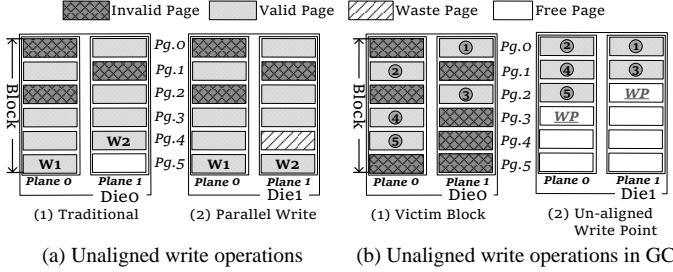 Invalid Page Valid Page Waste Page Free Page
Block
Pg.0
Pg.1
Pg.2
Pg.3
W2 Pg.4
W1 Pg.5 W1 W2
Plane 0 Plane 1 Plane 0 Plane 1
Die0 Die1
(1) Traditional (2) Parallel Write
(a) Unaligned write operations
Block
Pg.0 ① ② ①
② Pg.1 ④ ③
③ Pg.2 ⑤ WP
④ Pg.3 WP
⑤ Pg.4
Pg.5
Plane 0 Plane 1 Plane 0 Plane 1
Die0 Die1
(1) Victim Block (2) Un-aligned
Write Point
(b) Unaligned write operations in GC